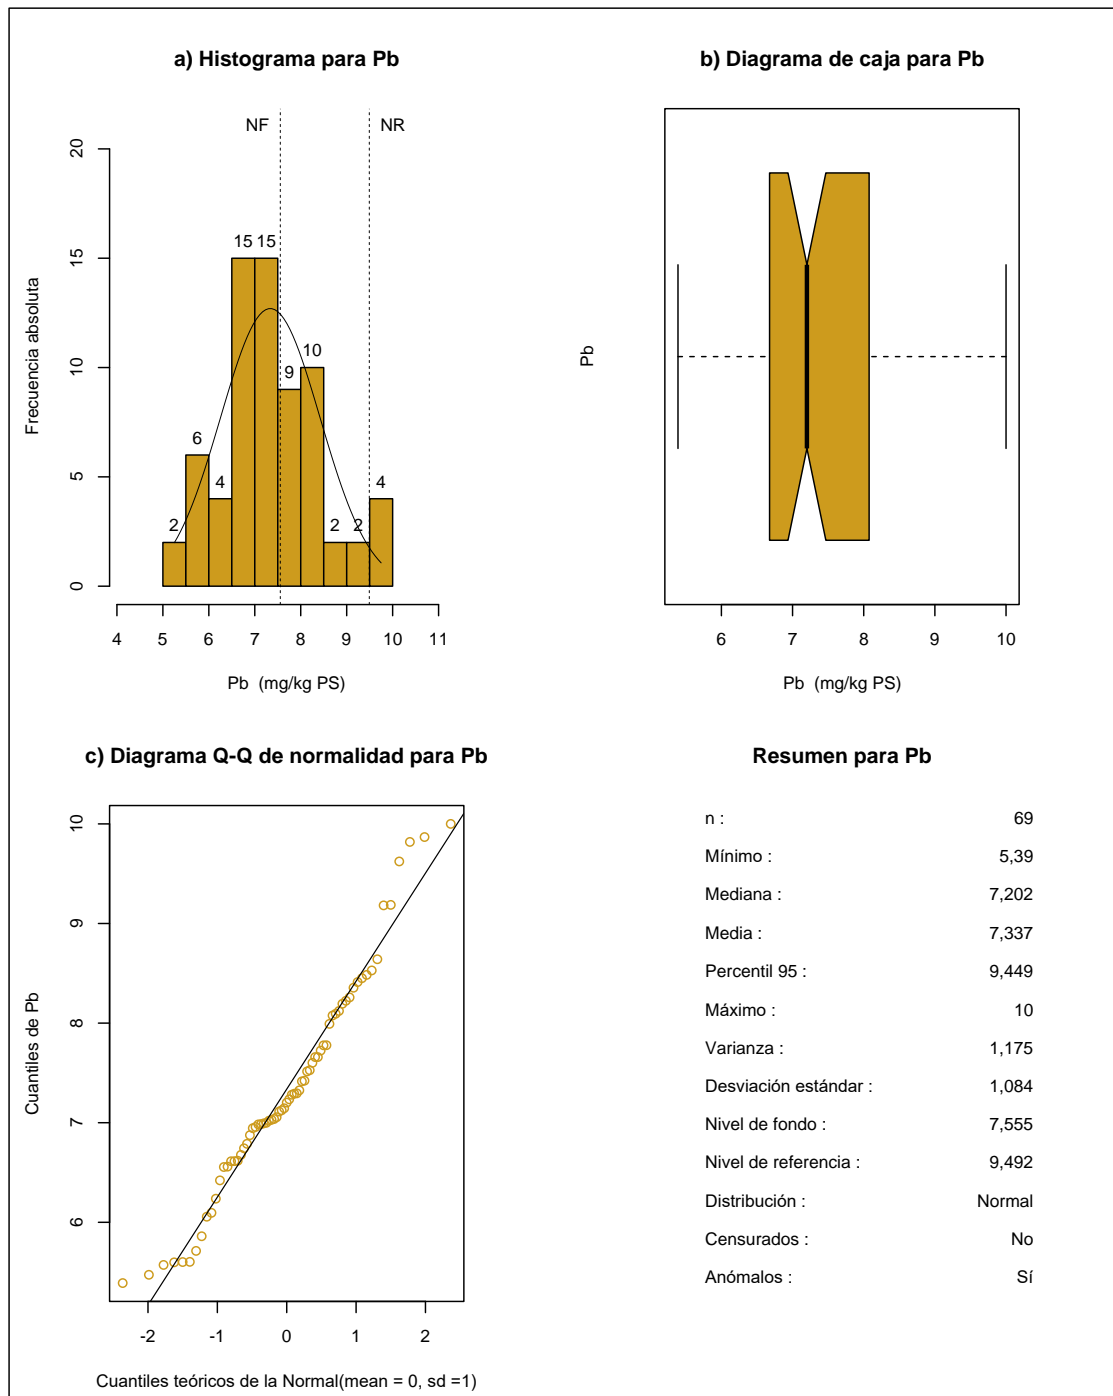 a) Histograma para Pb
NF
NR
Frecuencia absoluta
20
15
10
5
0
2
6
4
15
15
9
10
2
2
4
4 5 6 7 8 9 10 11
Pb (mg/kg PS)
b) Diagrama de caja para Pb
Pb
6 7 8 9 10
Pb (mg/kg PS)
c) Diagrama Q-Q de normalidad para Pb
Cuantiles de Pb
10
9
8
7
6
-2 -1 0 1 2
Cuantiles teóricos de la Normal(mean = 0, sd =1)
Resumen para Pb
n : 69
Mínimo : 5,39
Mediana : 7,202
Media : 7,337
Percentil 95 : 9,449
Máximo : 10
Varianza : 1,175
Desviación estándar : 1,084
Nivel de fondo : 7,555
Nivel de referencia : 9,492
Distribución : Normal
Censurados : No
Anómalos : Sí